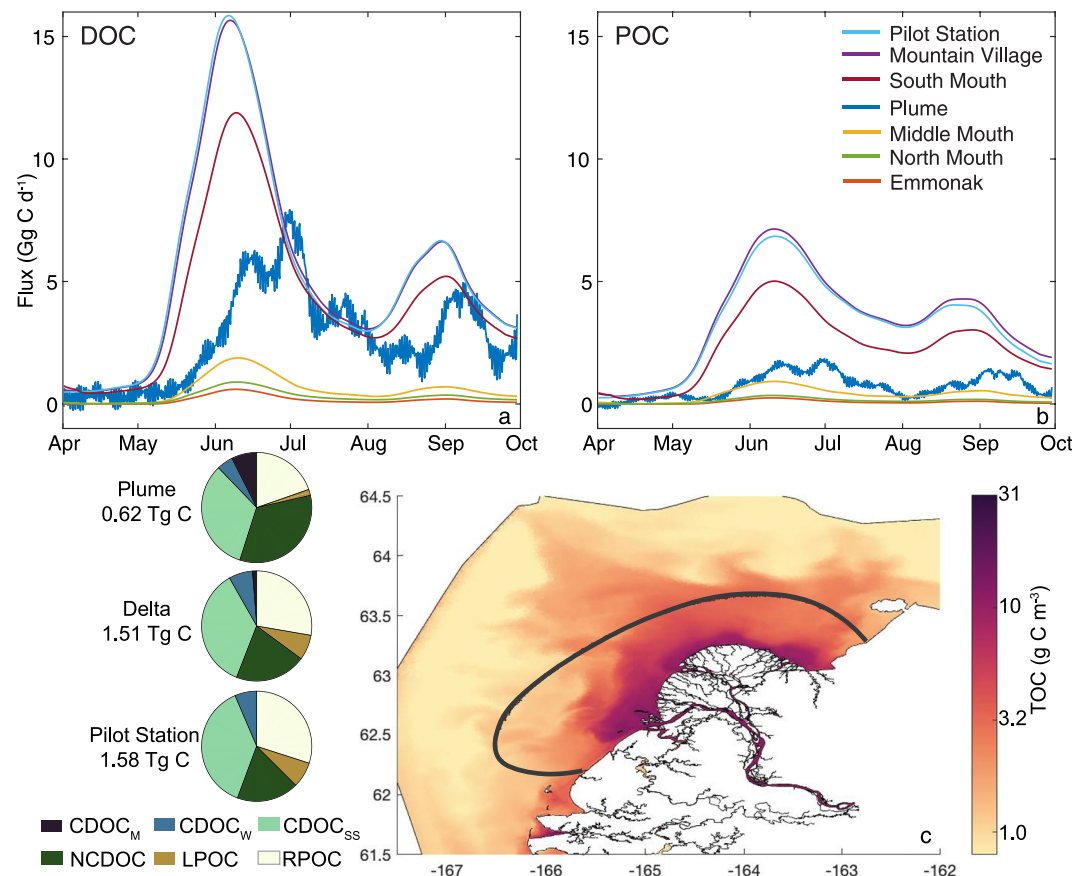 DOC
15
10
5
0
Flux (Gg C d⁻¹)
Apr May Jun Jul Aug Sep Oct
a
POC
15
10
5
0
Apr May Jun Jul Aug Sep Oct
b
Pilot Station
Mountain Village
South Mouth
Plume
Middle Mouth
North Mouth
Emmonak
Plume
0.62 Tg C
Delta
1.51 Tg C
Pilot Station
1.58 Tg C
CDOC_M CDOC_W CDOC_SS
NCDOC LPOC RPOC
64.5
64
63.5
63
62.5
62
61.5
-167 -166 -165 -164 -163 -162
c
31
10
3.2
1.0
TOC (g C m⁻³)